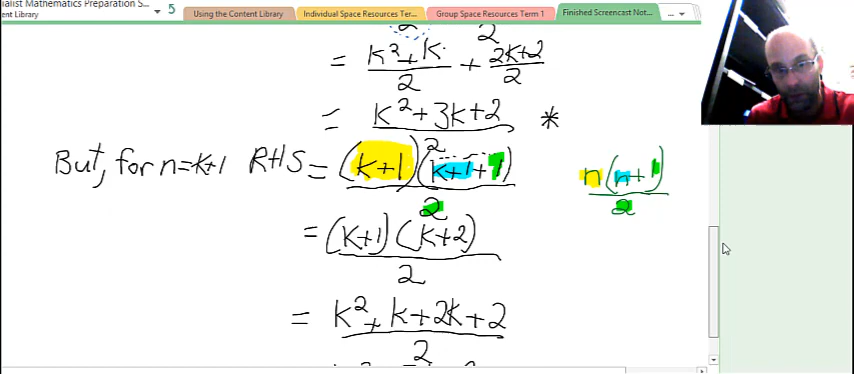 ialist Mathematics Preparation S...
ent Library
5
Using the Content Library
Individual Space Resources Ter...
Group Space Resources Term 1
Finished Screencast Not...
...
2 2
= k²+k/2 + 2k+2/2
= k²+3k+2/2 *
But, for n=k+1 RHS = (k+1)(k+1+1)/2
n(n+1)/2
= (k+1)(k+2)/2
= k²+k+2k+2/2